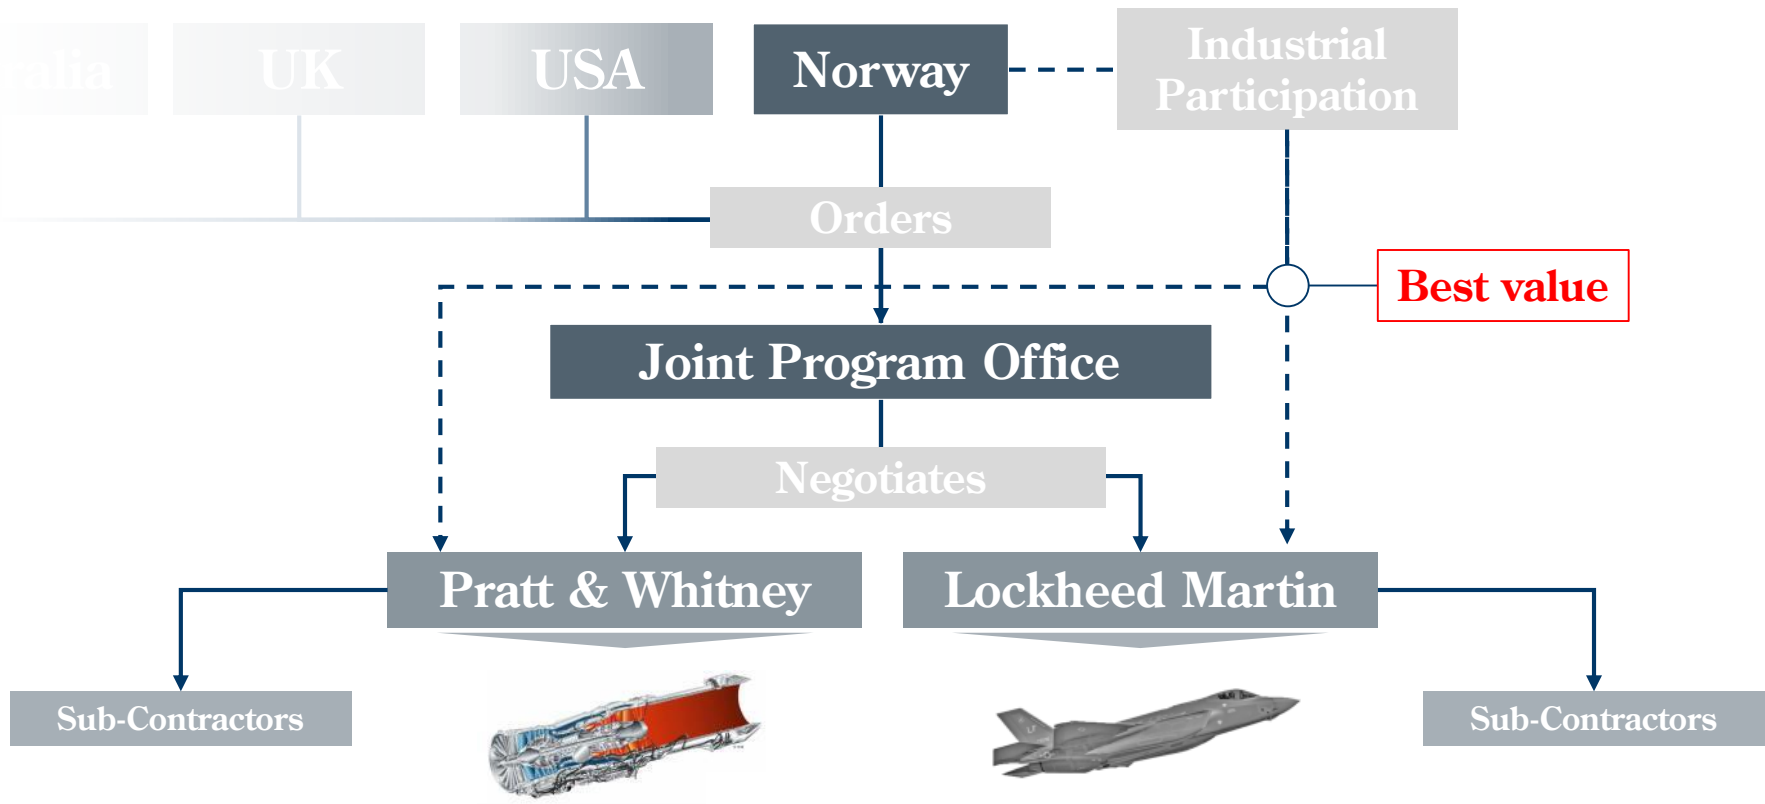 ralia
UK
USA
Norway
Industrial
Participation
Orders
Best value
Joint Program Office
Negotiates
Pratt & Whitney
Lockheed Martin
Sub-Contractors
Sub-Contractors